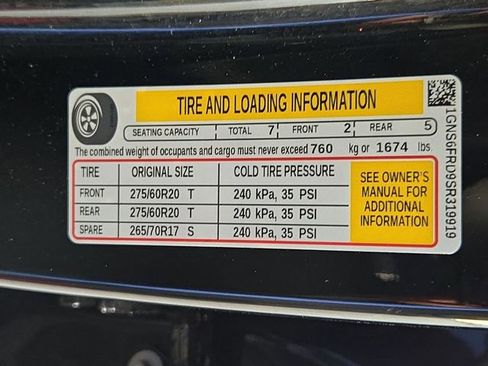 TIRE AND LOADING INFORMATION
SEATING CAPACITY TOTAL 7 FRONT 2 REAR 5
The combined weight of occupants and cargo must never exceed 760 kg or 1674 lbs.
TIRE ORIGINAL SIZE COLD TIRE PRESSURE
FRONT 275/60R20 T 240 kPa, 35 PSI
REAR 275/60R20 T 240 kPa, 35 PSI
SPARE 265/70R17 S 240 kPa, 35 PSI
SEE OWNER'S
MANUAL FOR
ADDITIONAL
INFORMATION
1GNS6FRD9SR319919